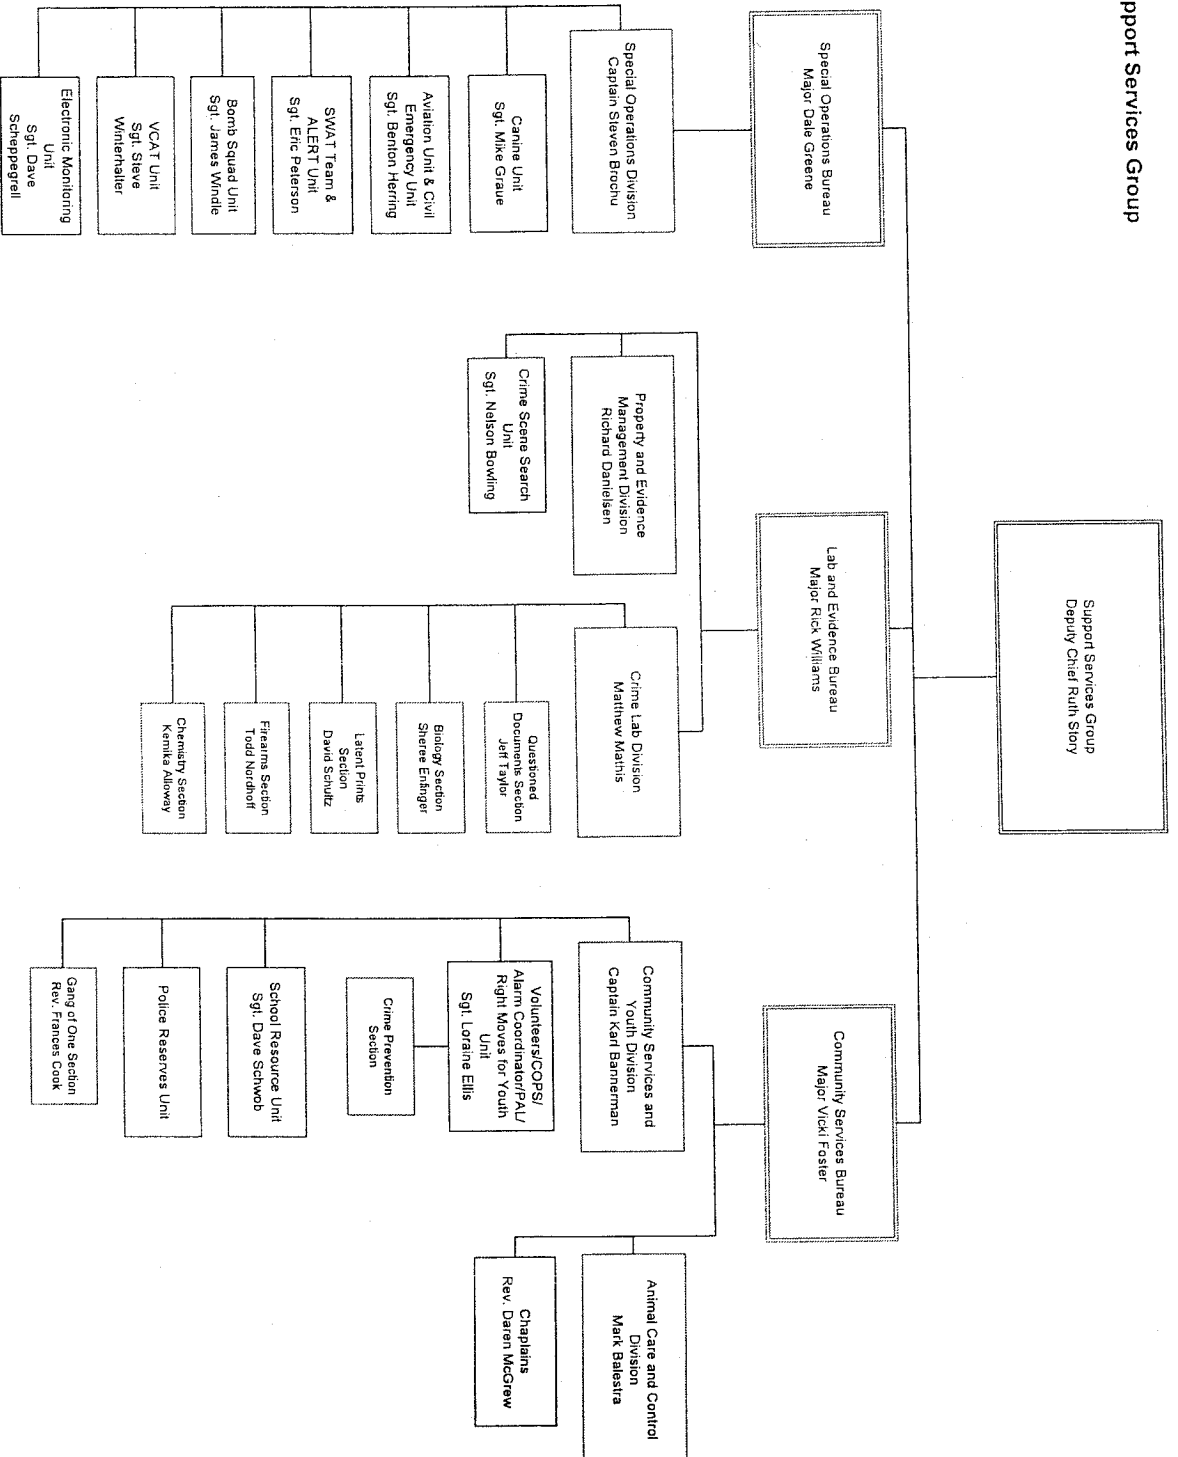 pport Services Group
Support Services Group
Deputy Chief Ruth Story
Special Operations Bureau
Major Dale Greene
Lab and Evidence Bureau
Major Rick Williams
Community Services Bureau
Major Vicki Foster
Special Operations Division
Captain Steven Brochu
Canine Unit
Sgt. Mike Graue
Aviation Unit & Civil
Emergency Unit
Sgt. Benton Herring
SWAT Team &
ALERT Unit
Sgt. Eric Peterson
Bomb Squad Unit
Sgt. James Windle
VCAT Unit
Sgt. Steve
Winterhalter
Electronic Monitoring
Unit
Sgt. Dave
Scheppegrell
Property and Evidence
Management Division
Richard Danielsen
Crime Scene Search
Unit
Sgt. Nelson Bowling
Crime Lab Division
Matthew Mathis
Questioned
Documents Section
Jeff Taylor
Biology Section
Sheree Enfinger
Latent Prints
Section
David Schultz
Firearms Section
Todd Nordhoff
Chemistry Section
Kemika Alloway
Community Services and
Youth Division
Captain Karl Bannerman
Volunteers/COPS/
Alarm Coordinator/PAL/
Right Moves for Youth
Unit
Sgt. Loraine Ellis
Crime Prevention
Section
School Resource Unit
Sgt. Dave Schwob
Police Reserves Unit
Gang of One Section
Rev. Frances Cook
Animal Care and Control
Division
Mark Balestra
Chaplains
Rev. Daren McGrew